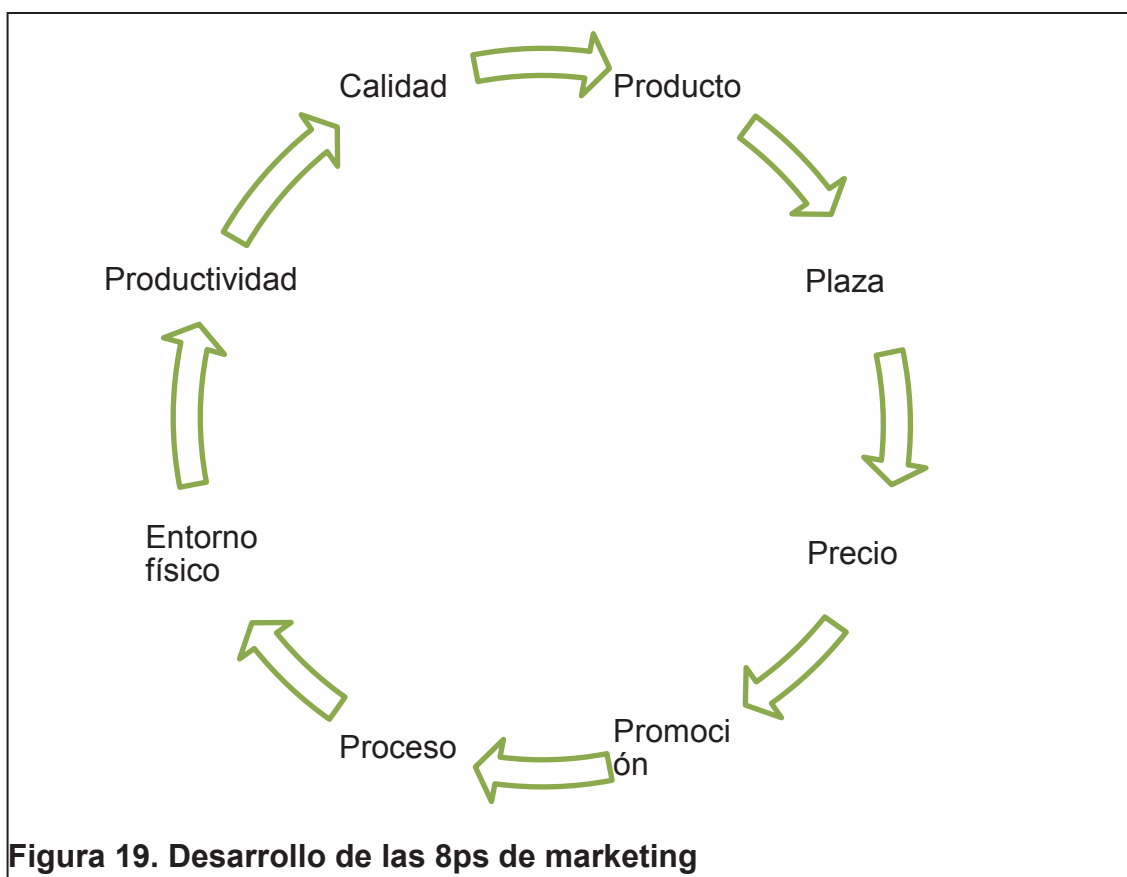 Calidad
Producto
Plaza
Precio
Promoci
ón
Proceso
Entorno
físico
Productividad
Figura 19. Desarrollo de las 8ps de marketing